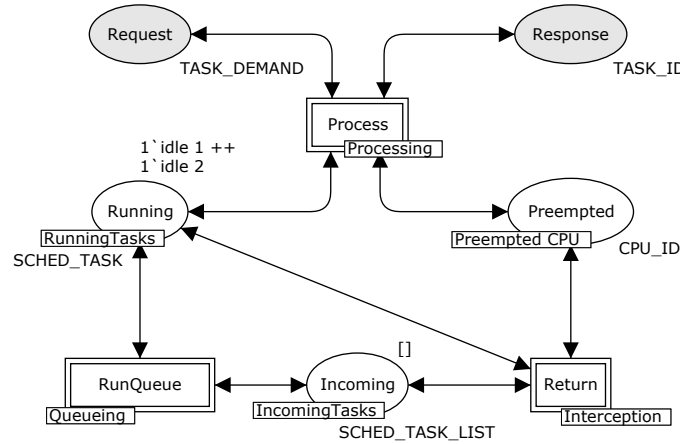 Request
Response
TASK_DEMAND
TASK_ID
Process
Processing
1`idle 1 ++
1`idle 2
Running
RunningTasks
SCHED_TASK
Preempted
Preempted CPU
CPU_ID
[]
RunQueue
Queueing
Incoming
IncomingTasks
SCHED_TASK_LIST
Return
Interception